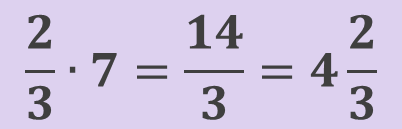 2/3 · 7 = 14/3 = 4 2/3